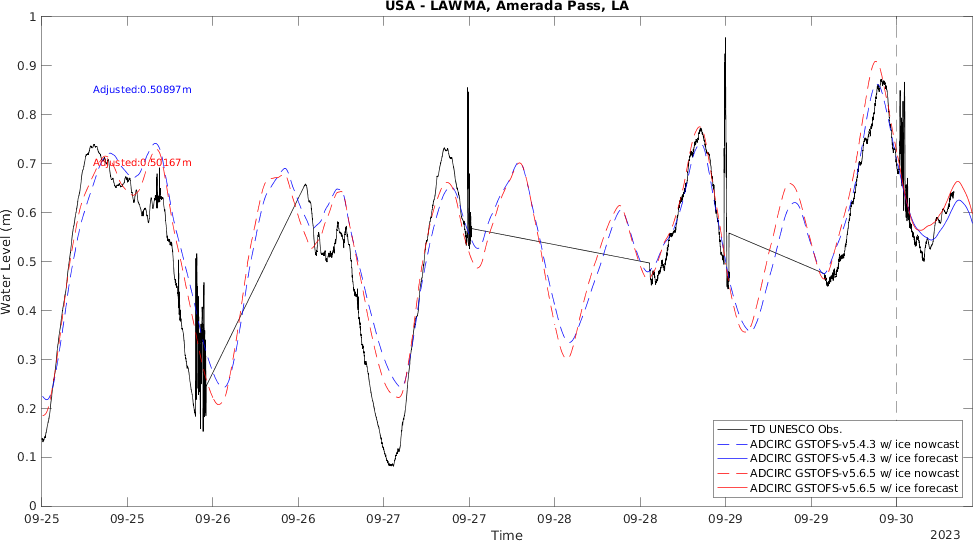 USA - LAWMA, Amerada Pass, LA
1
0.9
0.8
0.7
0.6
0.5
0.4
0.3
0.2
0.1
0
Water Level (m)
Adjusted:0.50897m
Adjusted:0.50167m
TD UNESCO Obs.
ADCIRC GSTOFS-v5.4.3 w/ ice nowcast
ADCIRC GSTOFS-v5.4.3 w/ ice forecast
ADCIRC GSTOFS-v5.6.5 w/ ice nowcast
ADCIRC GSTOFS-v5.6.5 w/ ice forecast
09-25 09-25 09-26 09-26 09-27 09-27 09-28 09-28 09-29 09-29 09-30
Time
2023